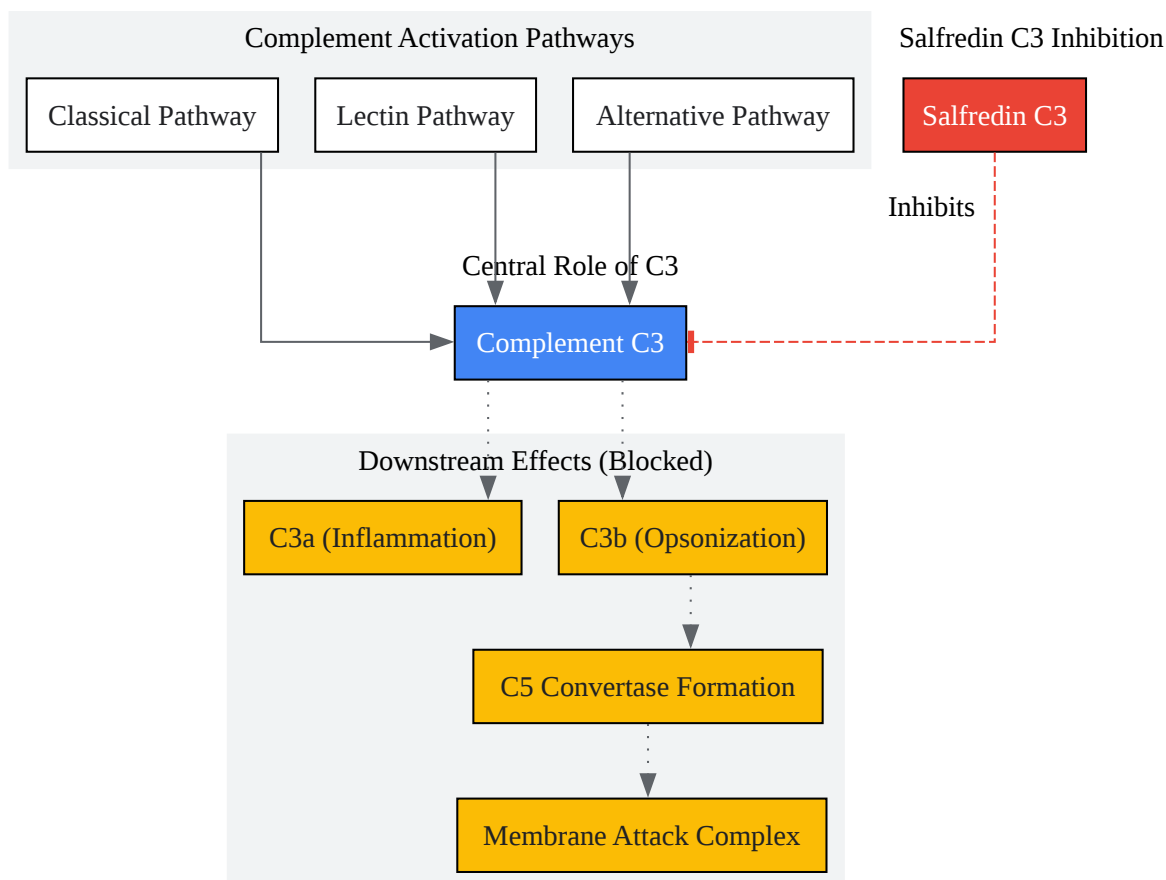 Complement Activation Pathways
Salfredin C3 Inhibition
Classical Pathway
Lectin Pathway
Alternative Pathway
Salfredin C3
Inhibits
Central Role of C3
Complement C3
Downstream Effects (Blocked)
C3a (Inflammation)
C3b (Opsonization)
C5 Convertase Formation
Membrane Attack Complex